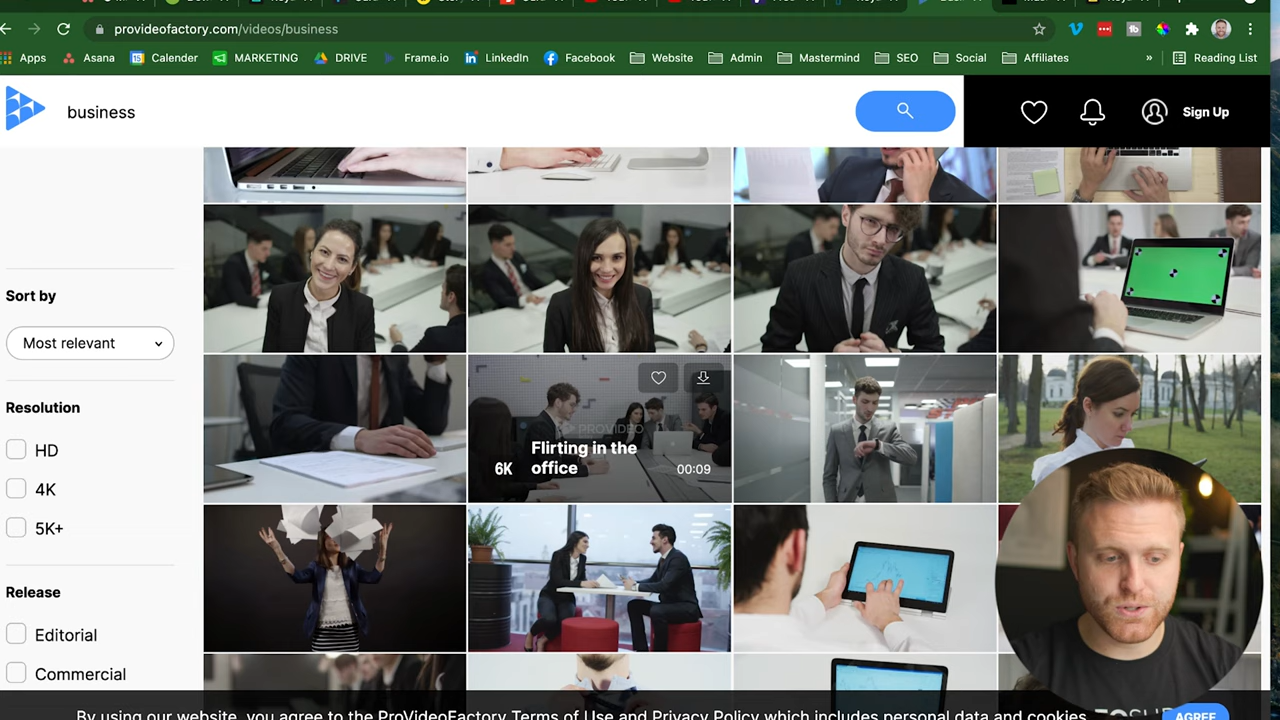 provideofactory.com/videos/business
Apps
Asana
15
Calender
MARKETING
DRIVE
Frame.io
LinkedIn
Facebook
Website
Admin
Mastermind
SEO
Social
Affiliates
»
Reading List
business
Sign Up
Sort by
Most relevant
Resolution
HD
4K
5K+
Release
Editorial
Commercial
PROVIDEO
Flirting in the
office
6K
00:09
By using our website, you agree to the ProVideoFactory Terms of Use and Privacy Policy which includes personal data and cookies
AGREE